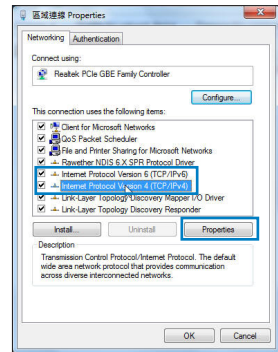 區域連線 Properties
Networking Authentication
Connect using:
Realtek PCIe GBE Family Controller
Configure...
This connection uses the following items:
Client for Microsoft Networks
QoS Packet Scheduler
File and Printer Sharing for Microsoft Networks
Rawether NDIS 6.X SPR Protocol Driver
Internet Protocol Version 6 (TCP/IPv6)
Internet Protocol Version 4 (TCP/IPv4)
Link-Layer Topology Discovery Mapper I/O Driver
Link-Layer Topology Discovery Responder
Install... Uninstall Properties
Description
Transmission Control Protocol/Internet Protocol. The default
wide area network protocol that provides communication
across diverse interconnected networks.
OK Cancel